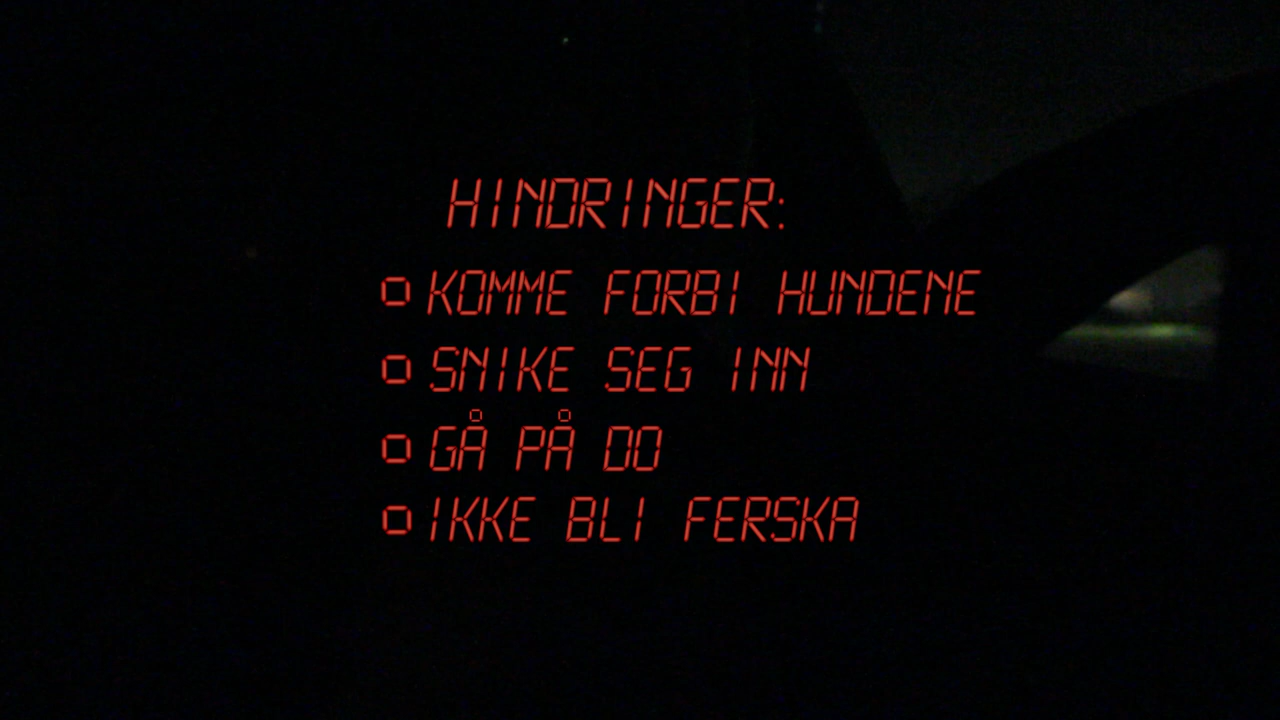 HINDRINGER:
KOMME FORBI HUNDENE
SNIKE SEG INN
GÅ PÅ DO
IKKE BLI FERSKA